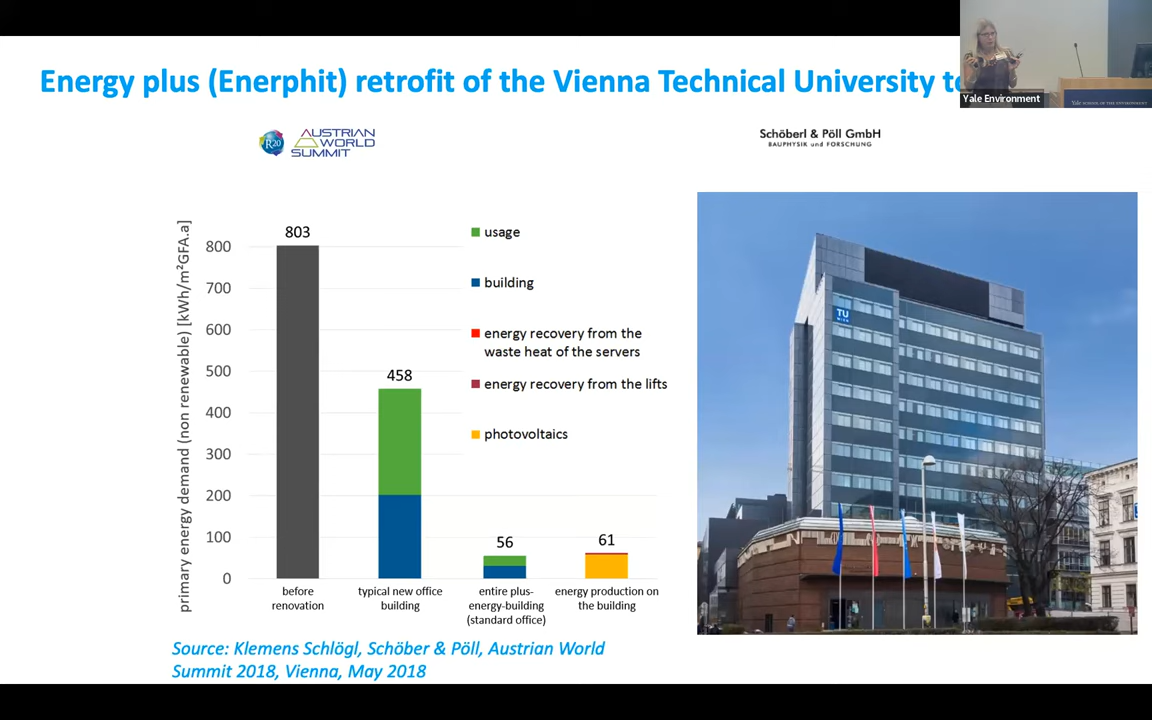 Energy plus (Enerphit) retrofit of the Vienna Technical University
Yale Environment
R20
AUSTRIAN
WORLD
SUMMIT
Schöberl & Pöll GmbH
BAUPHYSIK und FORSCHUNG
primary energy demand (non renewable) [kWh/m²GFA.a]
800
700
600
500
400
300
200
100
0
803
458
56
61
before
renovation
typical new office
building
entire plus-
energy-building
(standard office)
energy production on
the building
usage
building
energy recovery from the
waste heat of the servers
energy recovery from the lifts
photovoltaics
TU
WIEN
Source: Klemens Schlögl, Schöber & Pöll, Austrian World
Summit 2018, Vienna, May 2018